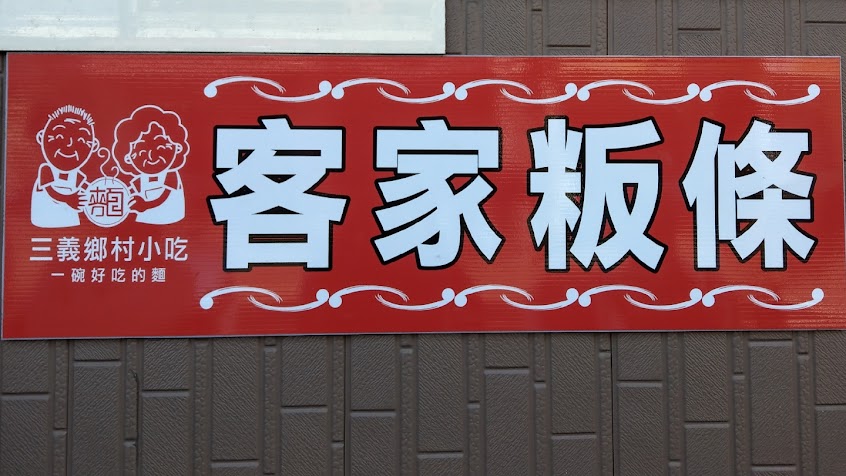 三義鄉村小吃
一碗好吃的麵
客家粄條